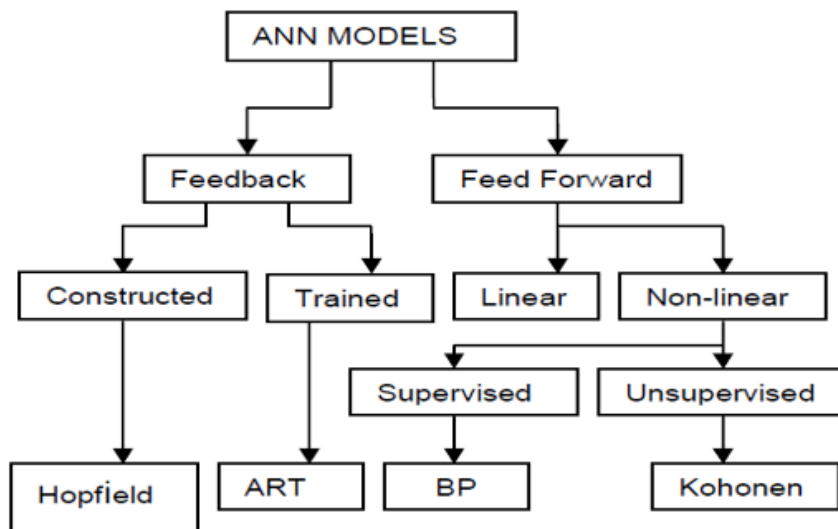 ANN MODELS
Feedback
Feed Forward
Constructed
Trained
Linear
Non-linear
Supervised
Unsupervised
Hopfield
ART
BP
Kohonen